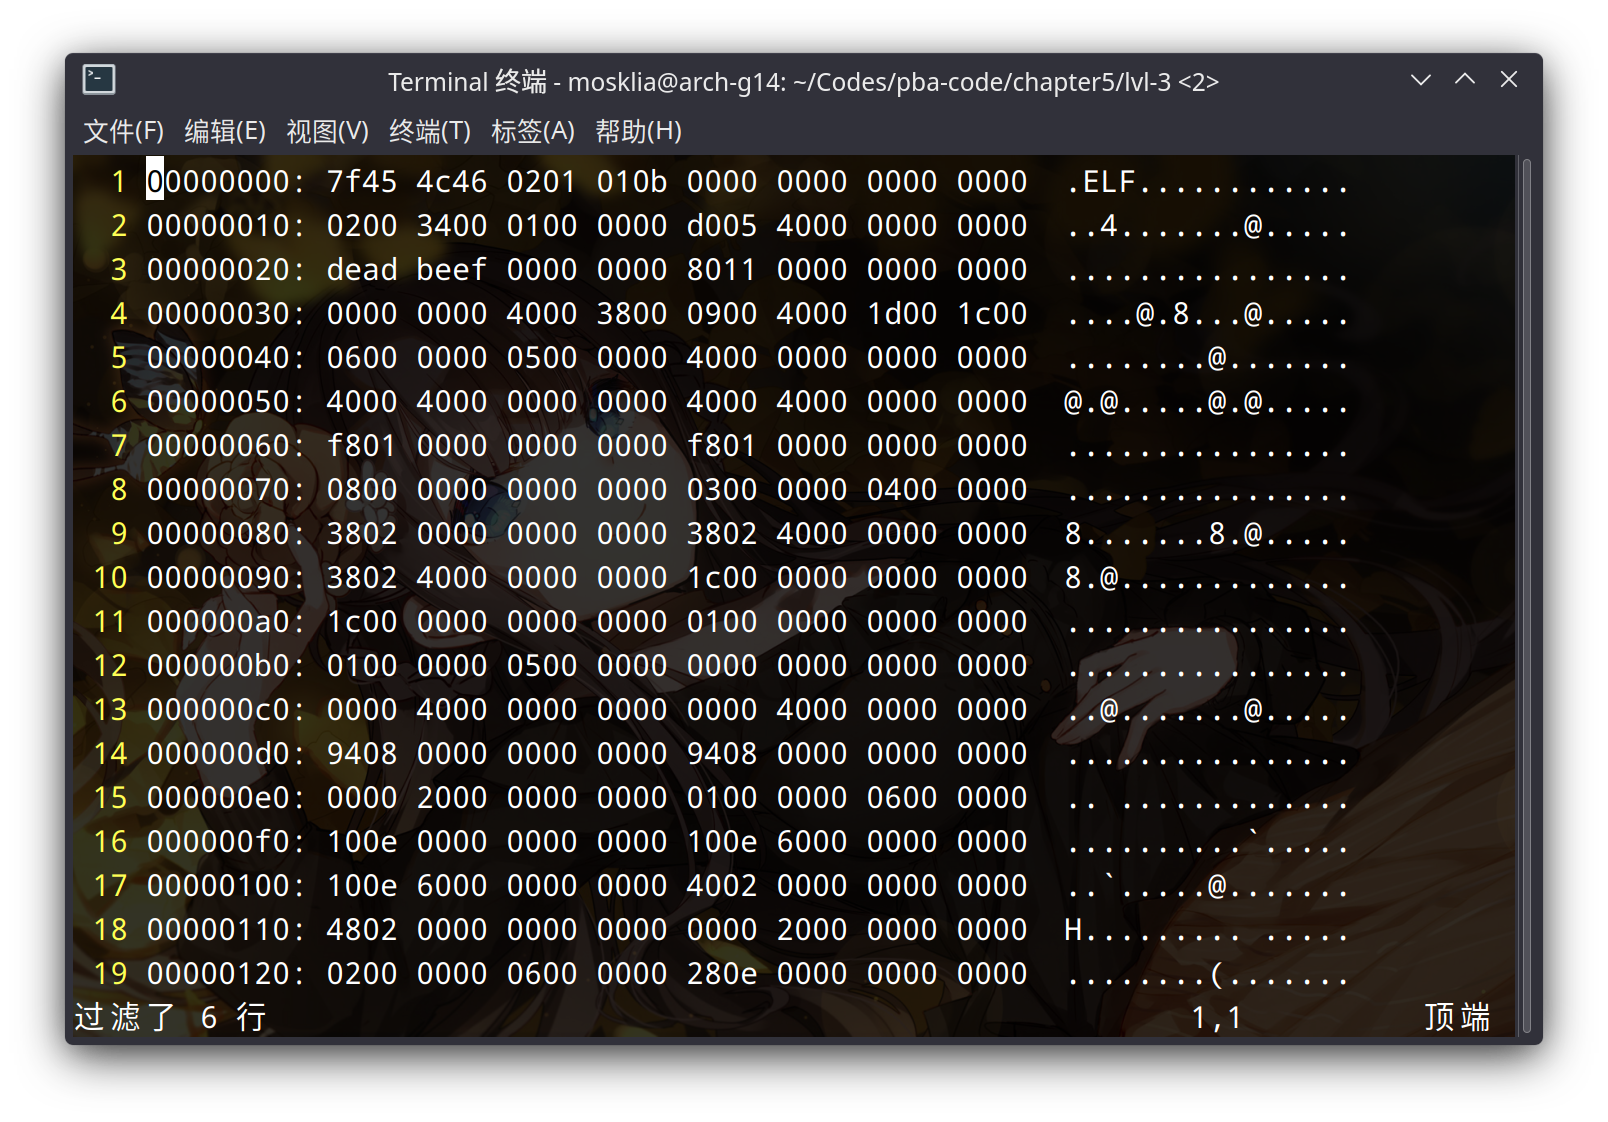 Terminal 终端 - mosklia@arch-g14: ~/Codes/pba-code/chapter5/lvl-3 <2>
文件(F) 编辑(E) 视图(V) 终端(T) 标签(A) 帮助(H)
1 00000000: 7f45 4c46 0201 010b 0000 0000 0000 0000 .ELF............
2 00000010: 0200 3400 0100 0000 d005 4000 0000 0000 ..4.......@.....
3 00000020: dead beef 0000 0000 8011 0000 0000 0000 ................
4 00000030: 0000 0000 4000 3800 0900 4000 1d00 1c00 ....@.8...@.....
5 00000040: 0600 0000 0500 0000 4000 0000 0000 0000 ........@.......
6 00000050: 4000 4000 0000 0000 4000 4000 0000 0000 @.@.....@.@.....
7 00000060: f801 0000 0000 0000 f801 0000 0000 0000 ................
8 00000070: 0800 0000 0000 0000 0300 0000 0400 0000 ................
9 00000080: 3802 0000 0000 0000 3802 4000 0000 0000 8.......8.@.....
10 00000090: 3802 4000 0000 0000 1c00 0000 0000 0000 8.@.............
11 000000a0: 1c00 0000 0000 0000 0100 0000 0000 0000 ................
12 000000b0: 0100 0000 0500 0000 0000 0000 0000 0000 ................
13 000000c0: 0000 4000 0000 0000 0000 4000 0000 0000 ..@.......@.....
14 000000d0: 9408 0000 0000 0000 9408 0000 0000 0000 ................
15 000000e0: 0000 2000 0000 0000 0100 0000 0600 0000 .. .............
16 000000f0: 100e 0000 0000 0000 100e 6000 0000 0000 ..........`.....
17 00000100: 100e 6000 0000 0000 4002 0000 0000 0000 ..`.....@.......
18 00000110: 4802 0000 0000 0000 0000 2000 0000 0000 H......... .....
19 00000120: 0200 0000 0600 0000 280e 0000 0000 0000 ........(.......
过滤了 6 行 1,1 顶端